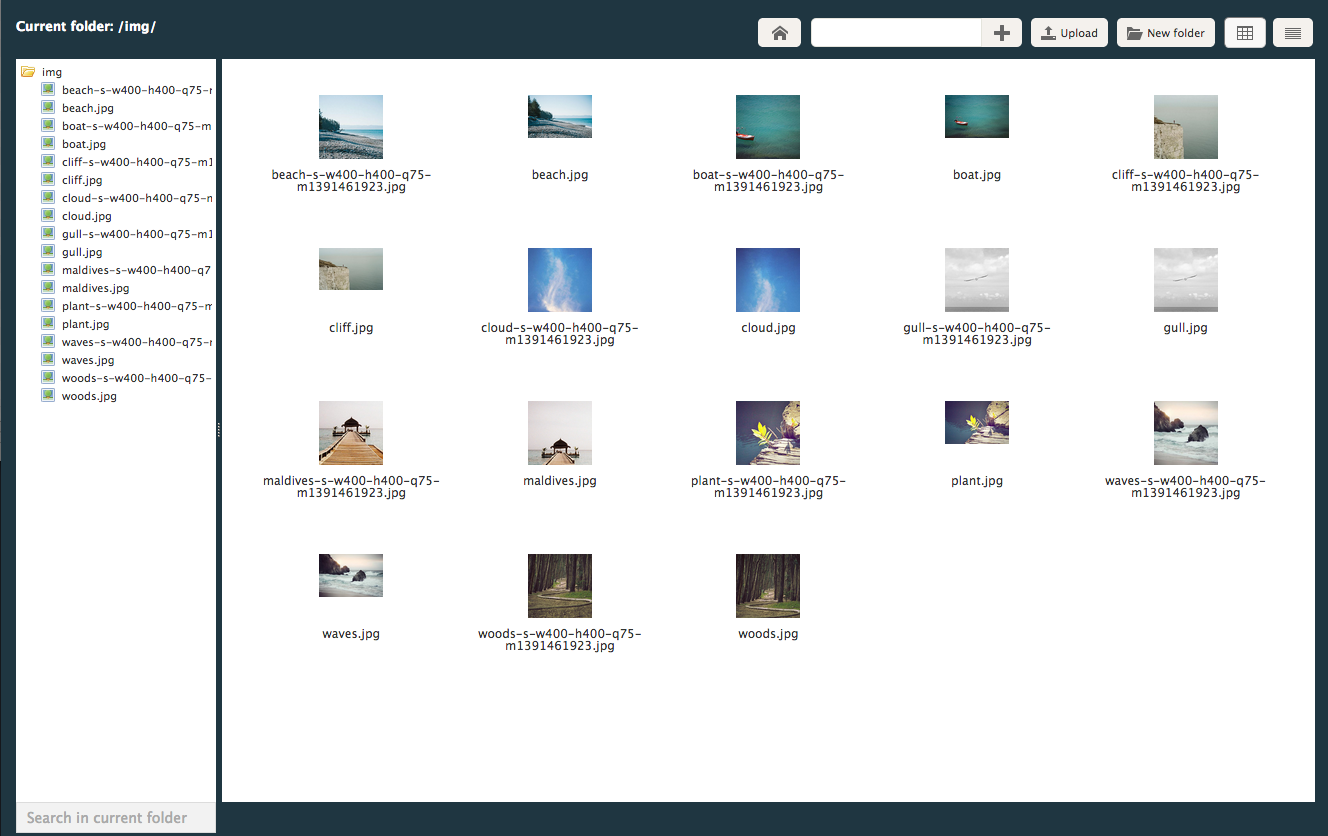 Current folder: /img/
Upload
New folder
img
beach-s-w400-h400-q75-
beach.jpg
boat-s-w400-h400-q75-m
boat.jpg
cliff-s-w400-h400-q75-m1
cliff.jpg
cloud-s-w400-h400-q75-
cloud.jpg
gull-s-w400-h400-q75-m1
gull.jpg
maldives-s-w400-h400-q7
maldives.jpg
plant-s-w400-h400-q75-
plant.jpg
waves-s-w400-h400-q75-
waves.jpg
woods-s-w400-h400-q75-
woods.jpg
Search in current folder
beach-s-w400-h400-q75-
m1391461923.jpg
beach.jpg
boat-s-w400-h400-q75-
m1391461923.jpg
boat.jpg
cliff-s-w400-h400-q75-
m1391461923.jpg
cliff.jpg
cloud-s-w400-h400-q75-
m1391461923.jpg
cloud.jpg
gull-s-w400-h400-q75-
m1391461923.jpg
gull.jpg
maldives-s-w400-h400-q75-
m1391461923.jpg
maldives.jpg
plant-s-w400-h400-q75-
m1391461923.jpg
plant.jpg
waves-s-w400-h400-q75-
m1391461923.jpg
waves.jpg
woods-s-w400-h400-q75-
m1391461923.jpg
woods.jpg